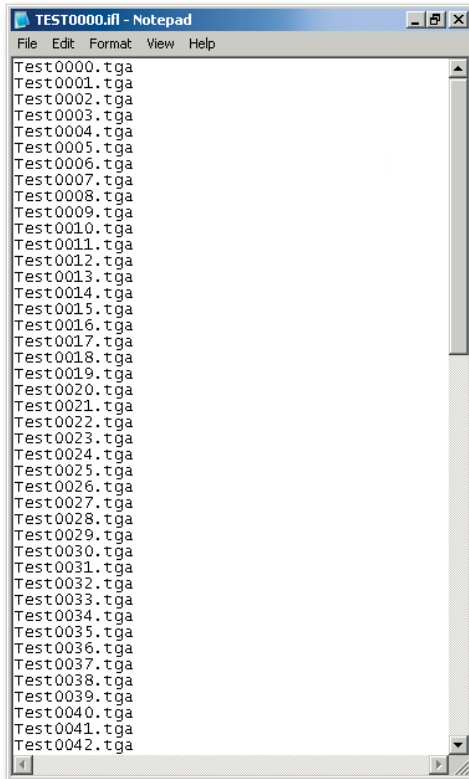 TEST0000.ifl - Notepad
File Edit Format View Help
Test0000.tga
Test0001.tga
Test0002.tga
Test0003.tga
Test0004.tga
Test0005.tga
Test0006.tga
Test0007.tga
Test0008.tga
Test0009.tga
Test0010.tga
Test0011.tga
Test0012.tga
Test0013.tga
Test0014.tga
Test0015.tga
Test0016.tga
Test0017.tga
Test0018.tga
Test0019.tga
Test0020.tga
Test0021.tga
Test0022.tga
Test0023.tga
Test0024.tga
Test0025.tga
Test0026.tga
Test0027.tga
Test0028.tga
Test0029.tga
Test0030.tga
Test0031.tga
Test0032.tga
Test0033.tga
Test0034.tga
Test0035.tga
Test0036.tga
Test0037.tga
Test0038.tga
Test0039.tga
Test0040.tga
Test0041.tga
Test0042.tga